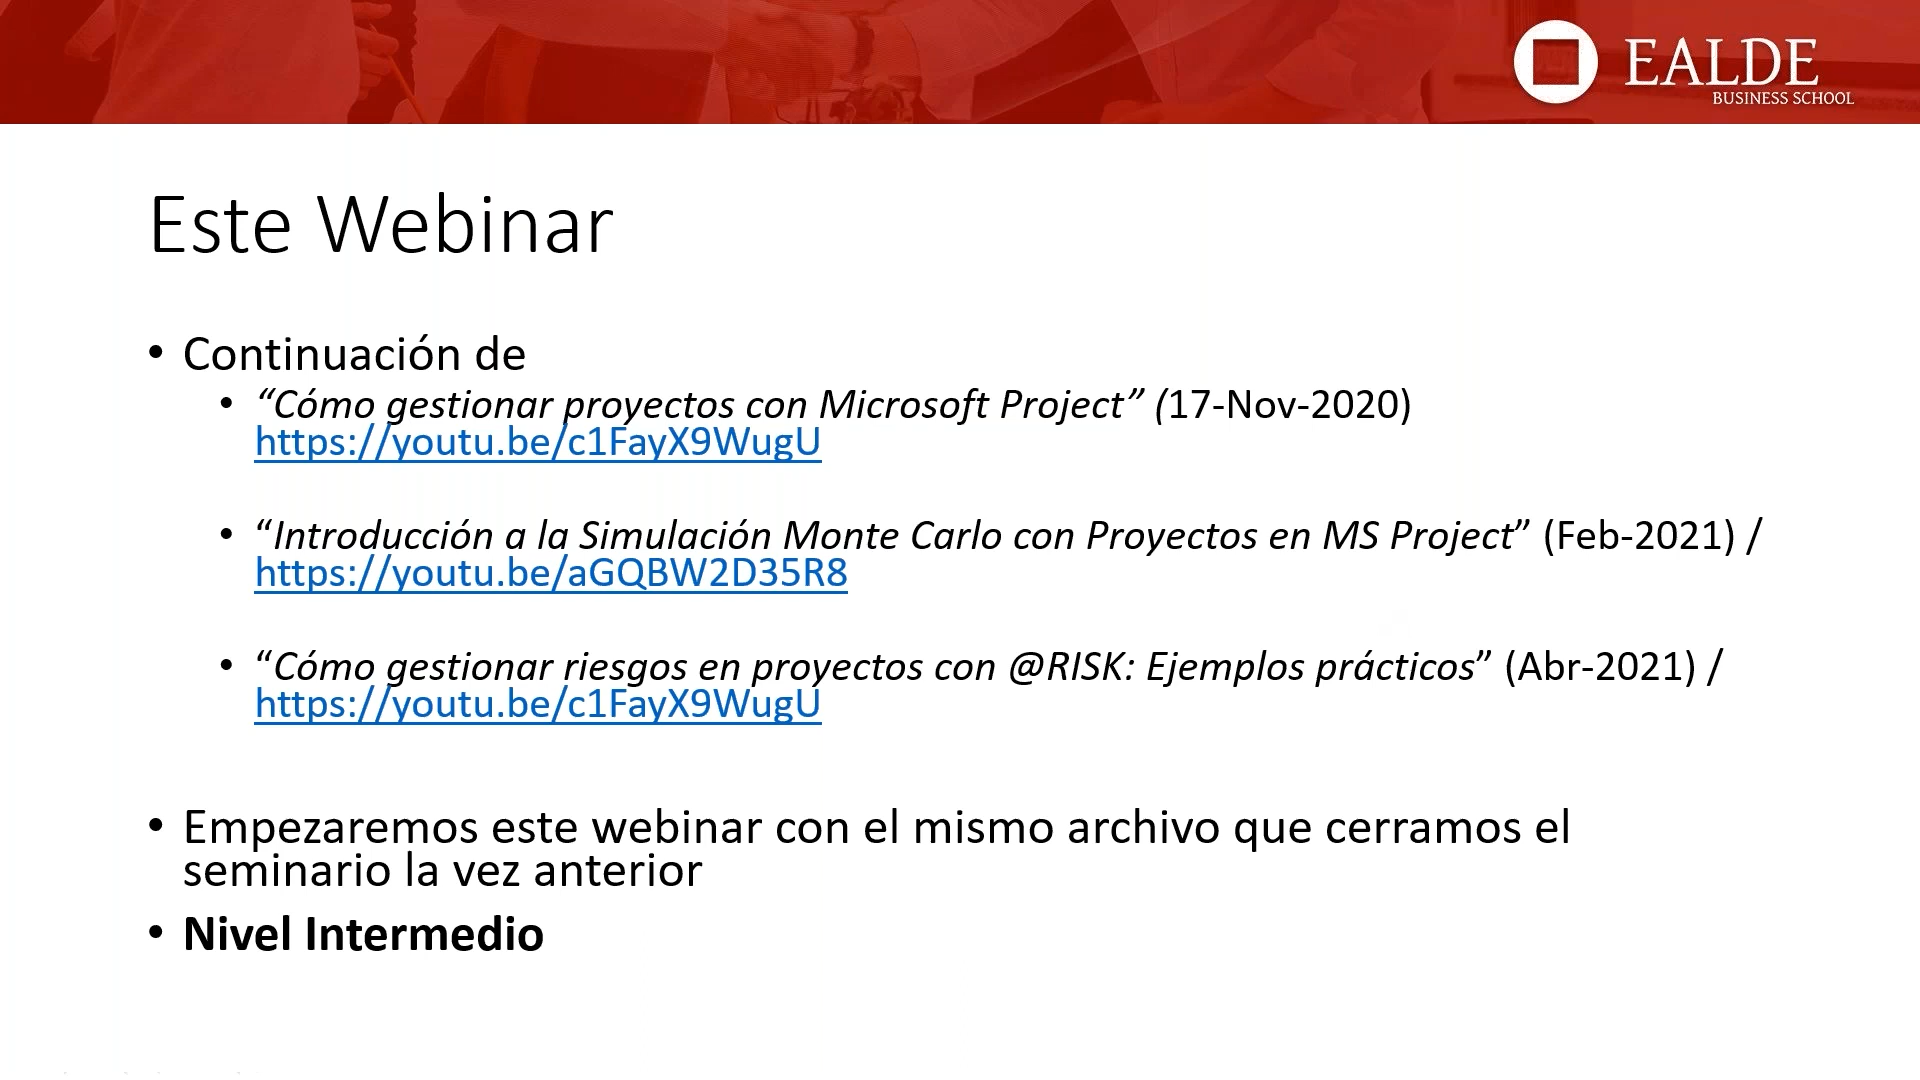 EALDE
BUSINESS SCHOOL
Este Webinar
• Continuación de
• “Cómo gestionar proyectos con Microsoft Project” (17-Nov-2020)
https://youtu.be/c1FayX9WugU
• “Introducción a la Simulación Monte Carlo con Proyectos en MS Project” (Feb-2021) /
https://youtu.be/aGQBW2D35R8
• “Cómo gestionar riesgos en proyectos con @RISK: Ejemplos prácticos” (Abr-2021) /
https://youtu.be/c1FayX9WugU
• Empezaremos este webinar con el mismo archivo que cerramos el
seminario la vez anterior
• Nivel Intermedio